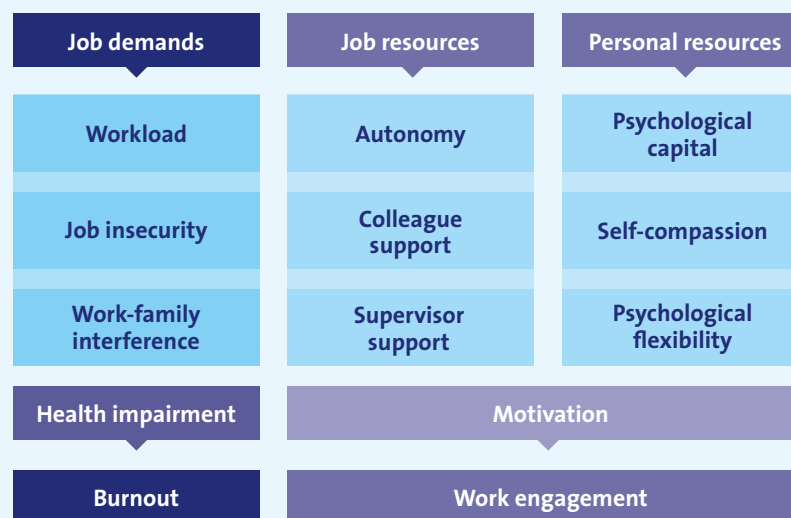 Job demands
Job resources
Personal resources
Workload
Autonomy
Psychological
capital
Job insecurity
Colleague
support
Self-compassion
Work-family
interference
Supervisor
support
Psychological
flexibility
Health impairment
Motivation
Burnout
Work engagement